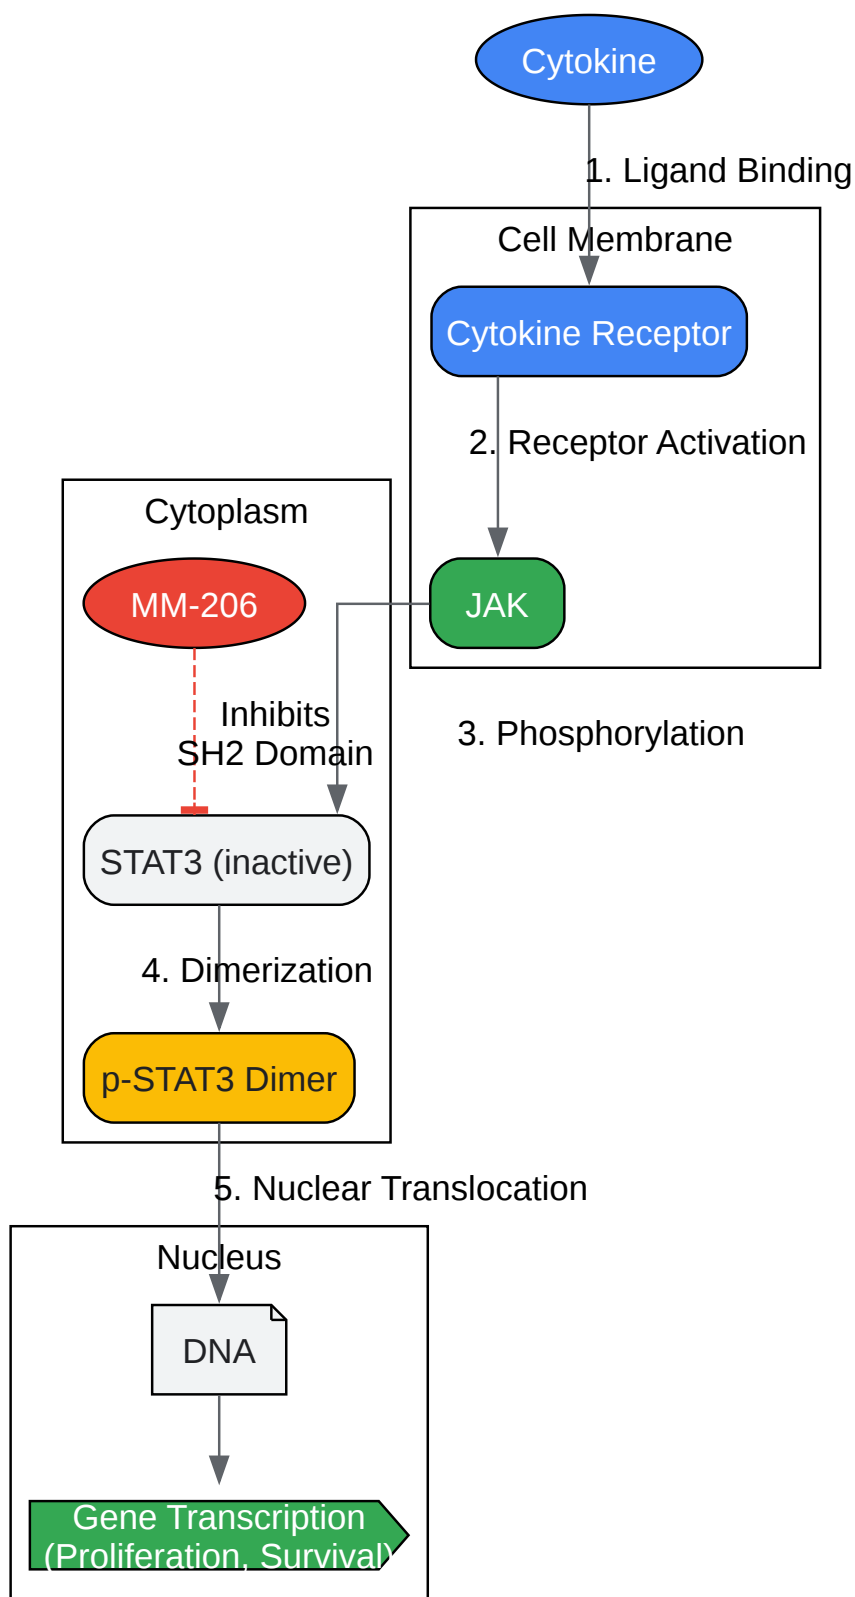 Cytokine
1. Ligand Binding
Cell Membrane
Cytokine Receptor
2. Receptor Activation
Cytoplasm
MM-206
JAK
Inhibits
SH2 Domain
3. Phosphorylation
STAT3 (inactive)
4. Dimerization
p-STAT3 Dimer
5. Nuclear Translocation
Nucleus
DNA
Gene Transcription
(Proliferation, Survival)